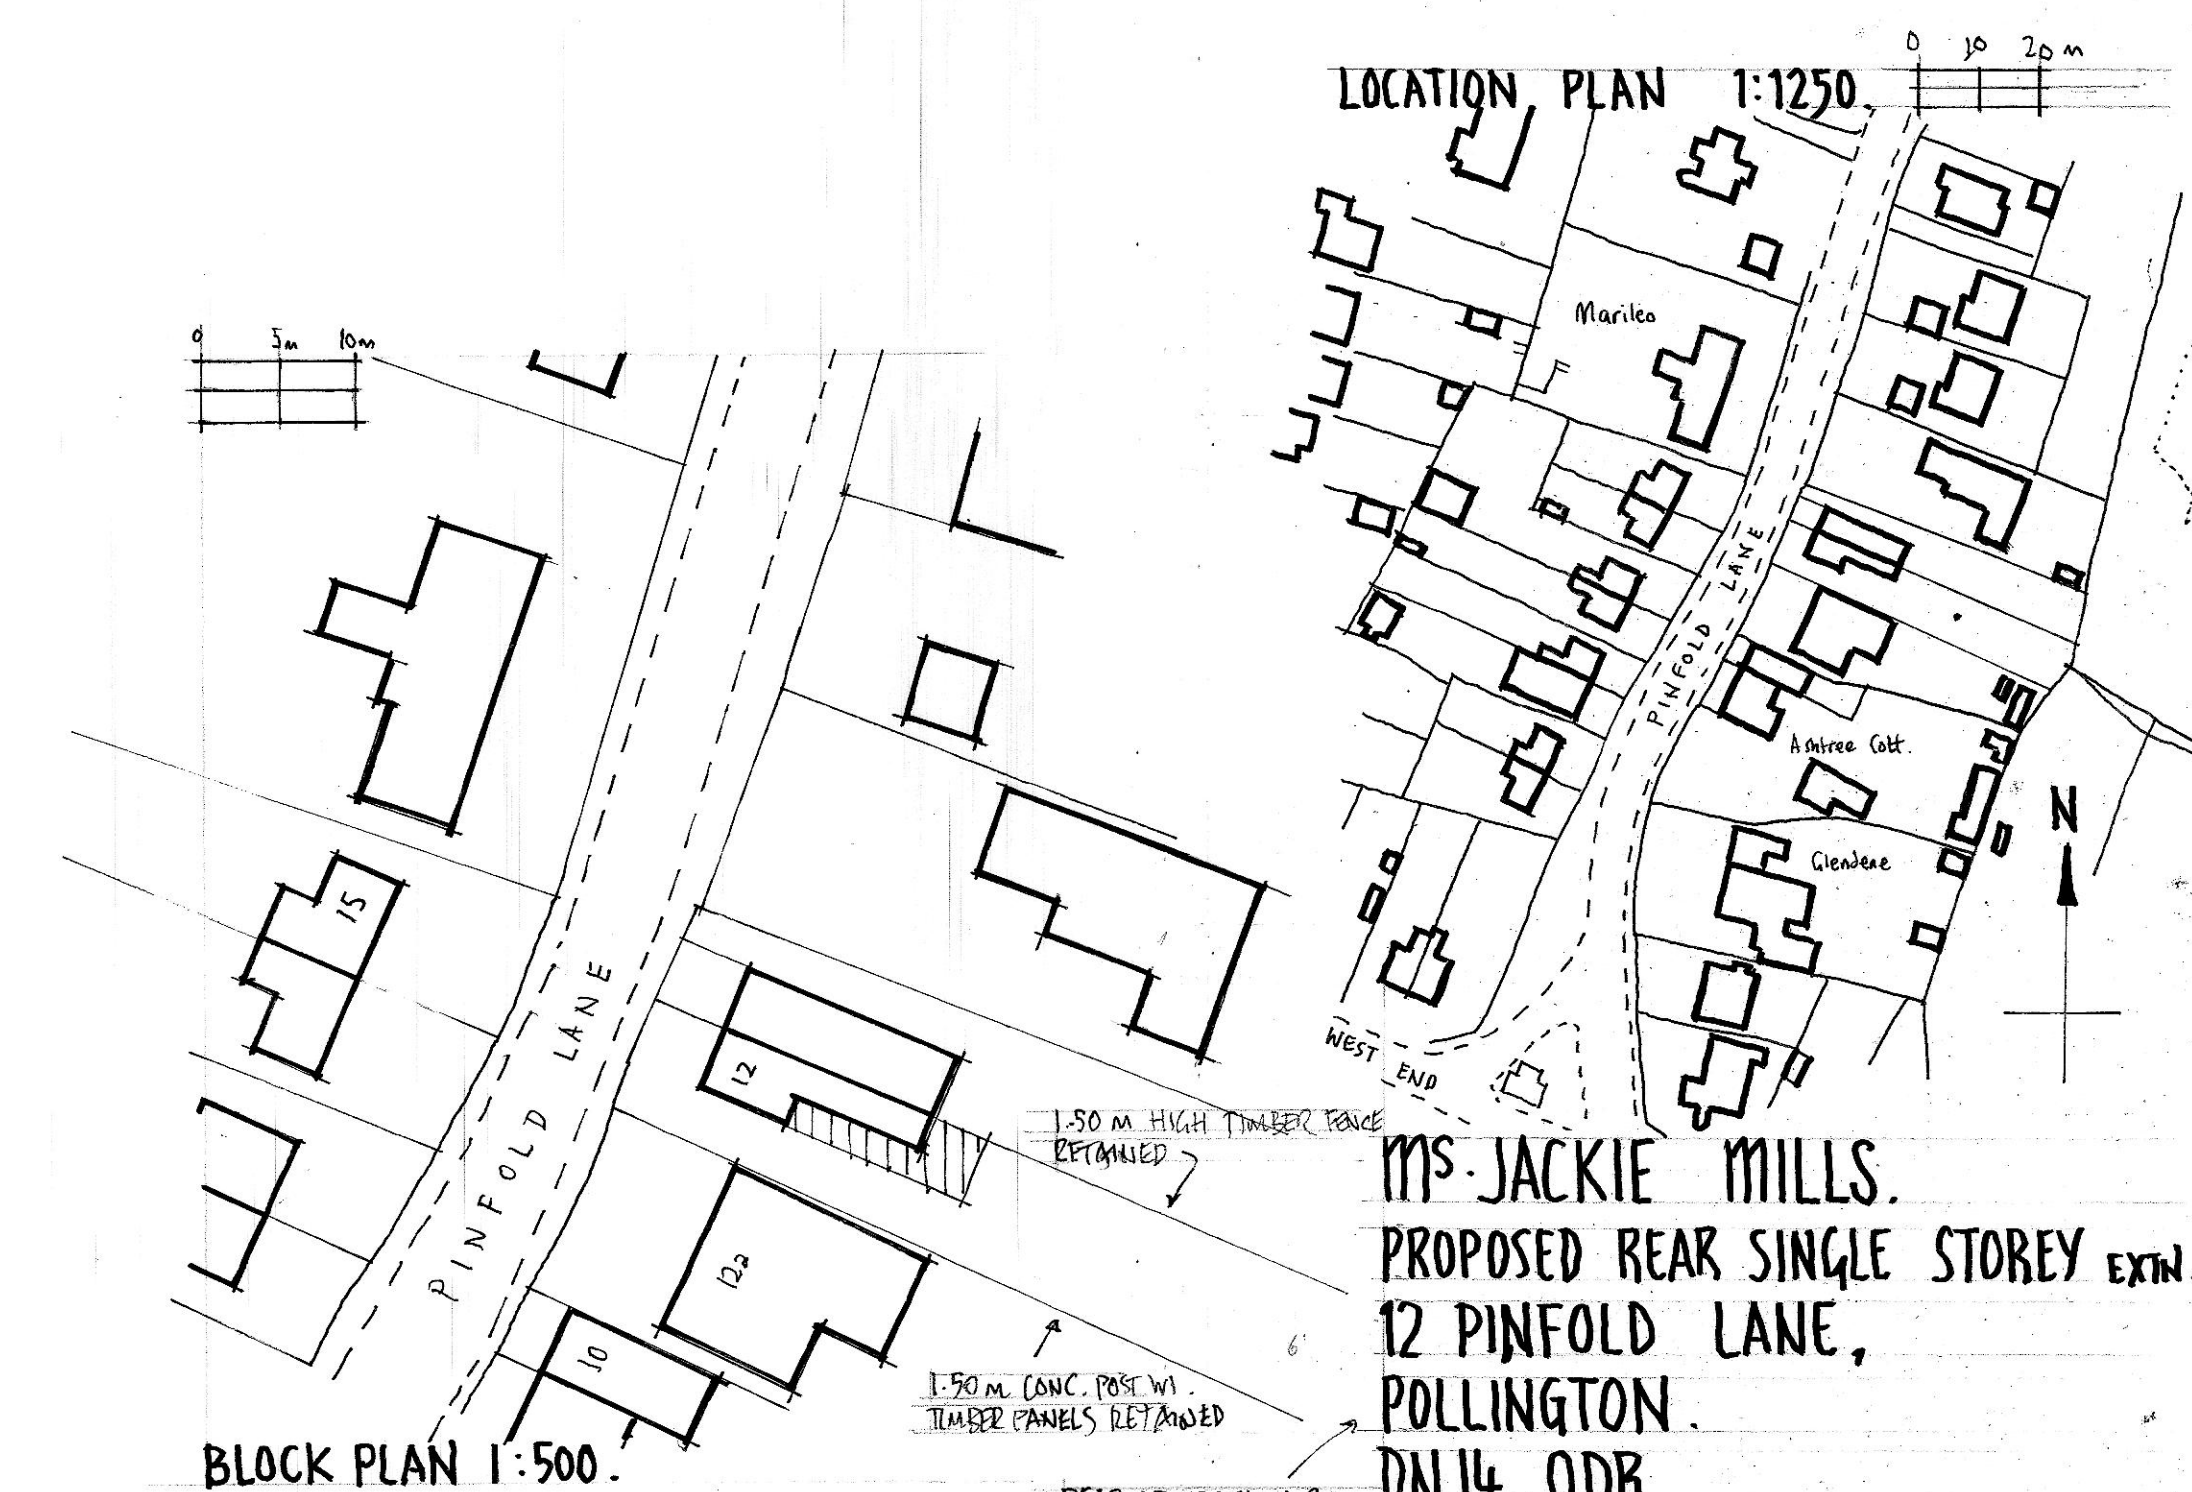 LOCATION PLAN 1:1250.
0 10 20 m
Marileo
PINFOLD LANE
Ashtree Cott.
Glendene
N
WEST END
0 5m 10m
15
12
12a
10
PINFOLD LANE
1.50 M HIGH TIMBER FENCE
RETAINED
1.50 M CONC. POST W/.
TIMBER PANELS RETAINED
BLOCK PLAN 1:500.
MS. JACKIE MILLS.
PROPOSED REAR SINGLE STOREY EXTN.
12 PINFOLD LANE,
POLLINGTON.
DN14 0DB